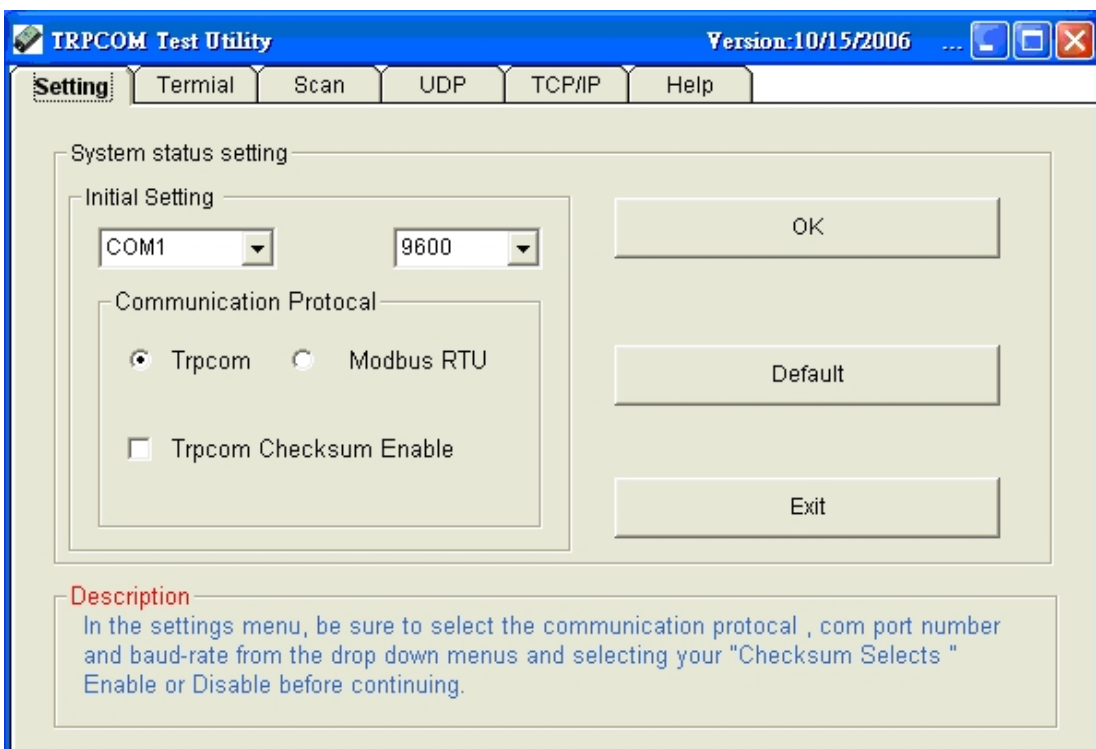 TRPCOM Test Utility Version:10/15/2006 ...
Setting Termial Scan UDP TCP/IP Help
System status setting
Initial Setting
COM1 9600
OK
Communication Protocal
Trpcom Modbus RTU
Default
Trpcom Checksum Enable
Exit
Description
In the settings menu, be sure to select the communication protocal , com port number
and baud-rate from the drop down menus and selecting your "Checksum Selects "
Enable or Disable before continuing.